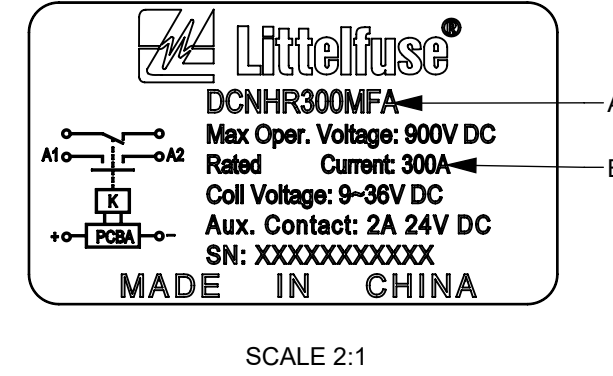 Littelfuse®
DCNHR300MFA
A
Max Oper. Voltage: 900V DC
A1 A2
Rated Current: 300A
Coil Voltage: 9~36V DC
K
Aux. Contact: 2A 24V DC
+ PCBA -
SN: XXXXXXXXXXX
MADE IN CHINA
SCALE 2:1